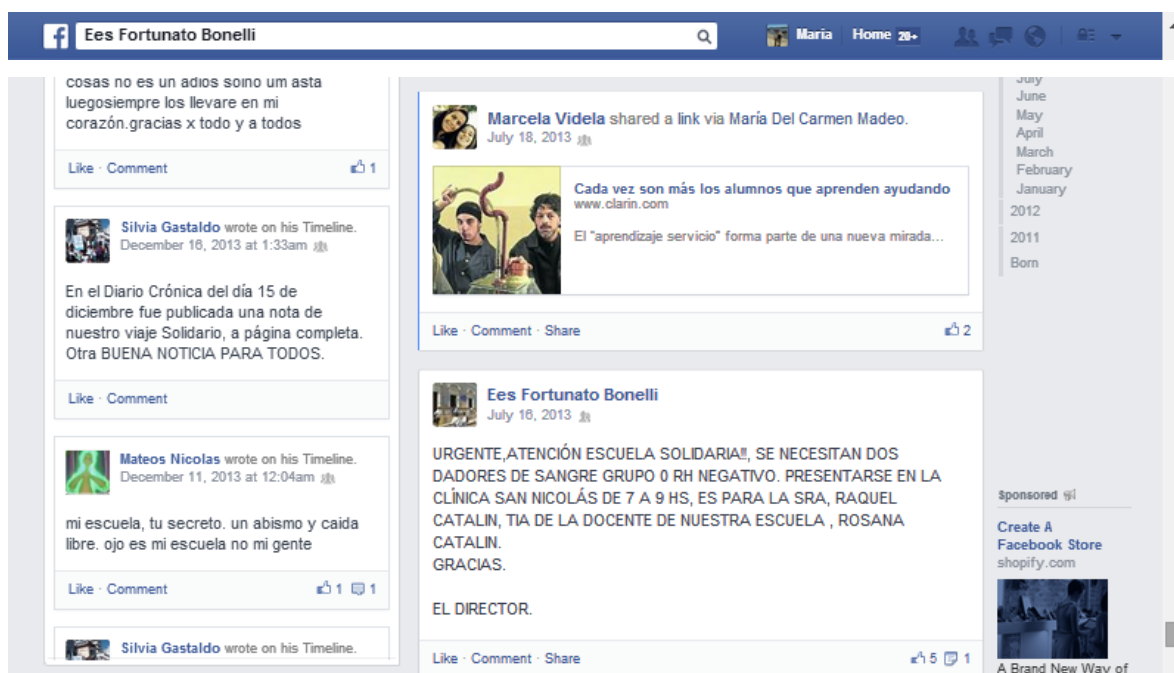 Ees Fortunato Bonelli
Maria Home 20+
cosas no es un adios soino um asta
luegosiempre los llevare en mi
corazón.gracias x todo y a todos
Like · Comment 1
Silvia Gastaldo wrote on his Timeline.
December 16, 2013 at 1:33am
En el Diario Crónica del día 15 de
diciembre fue publicada una nota de
nuestro viaje Solidario, a página completa.
Otra BUENA NOTICIA PARA TODOS.
Like · Comment
Mateos Nicolas wrote on his Timeline.
December 11, 2013 at 12:04am
mi escuela, tu secreto. un abismo y caida
libre. ojo es mi escuela no mi gente
Like · Comment 1 1
Silvia Gastaldo wrote on his Timeline.
Marcela Videla shared a link via María Del Carmen Madeo.
July 18, 2013
Cada vez son más los alumnos que aprenden ayudando
www.clarin.com
El "aprendizaje servicio" forma parte de una nueva mirada...
Like · Comment · Share 2
Ees Fortunato Bonelli
July 16, 2013
URGENTE,ATENCIÓN ESCUELA SOLIDARIA!!, SE NECESITAN DOS
DADORES DE SANGRE GRUPO 0 RH NEGATIVO. PRESENTARSE EN LA
CLÍNICA SAN NICOLÁS DE 7 A 9 HS, ES PARA LA SRA, RAQUEL
CATALIN, TIA DE LA DOCENTE DE NUESTRA ESCUELA , ROSANA
CATALIN.
GRACIAS.
EL DIRECTOR.
Like · Comment · Share 5 1
July
June
May
April
March
February
January
2012
2011
Born
Sponsored
Create A
Facebook Store
shopify.com
A Brand New Way of